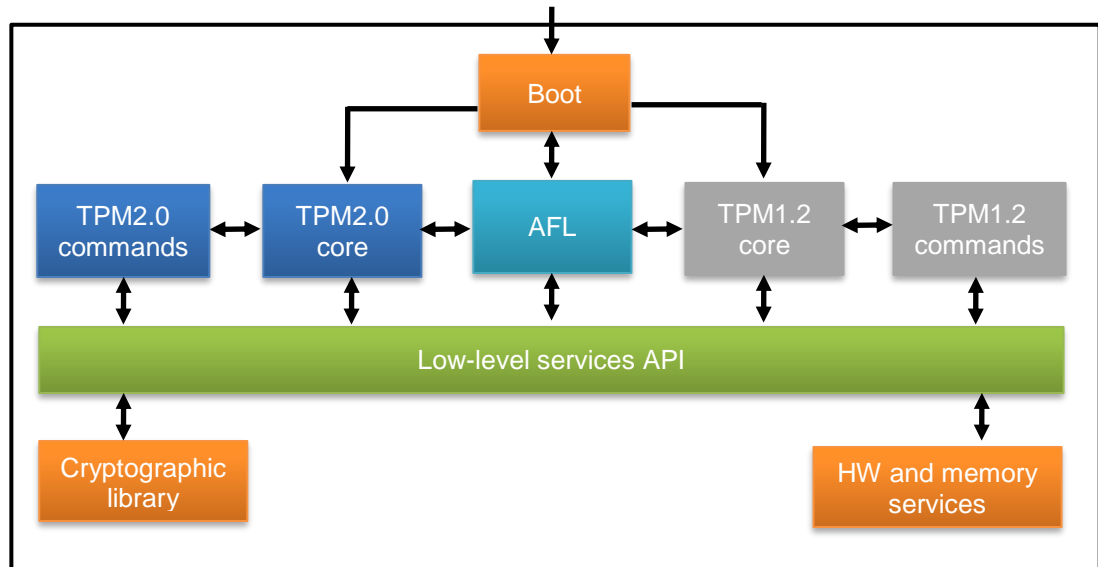 Boot
TPM2.0
commands
TPM2.0
core
AFL
TPM1.2
core
TPM1.2
commands
Low-level services API
Cryptographic
library
HW and memory
services